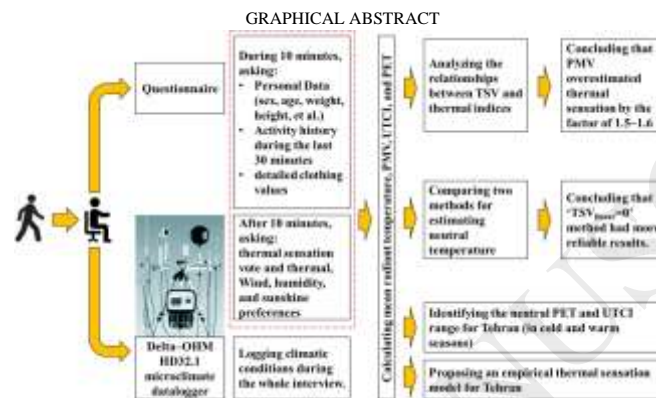 GRAPHICAL ABSTRACT
Questionnaire
Delta-OHM
HD32.1
microclimate
datalogger
During 10 minutes,
asking:
• Personal Data
(sex, age, weight,
height, et al.)
• Activity history
during the last
30 minutes
• detailed clothing
values
After 10 minutes,
asking:
thermal sensation
vote and thermal,
Wind, humidity,
and sunshine
preferences
Logging climatic
conditions during
the whole interview.
Calculating mean radiant temperature, PMV, UTCI, and PET
Analyzing the
relationships
between TSV and
thermal indices
Concluding that
PMV
overestimated
thermal
sensation by the
factor of 1.5–1.6
Comparing two
methods for
estimating
neutral
temperature
Concluding that
method had more
reliable results.
Identifying the neutral PET and UTCI
range for Tehran (in cold and warm
seasons)
Proposing an empirical thermal sensation
model for Tehran